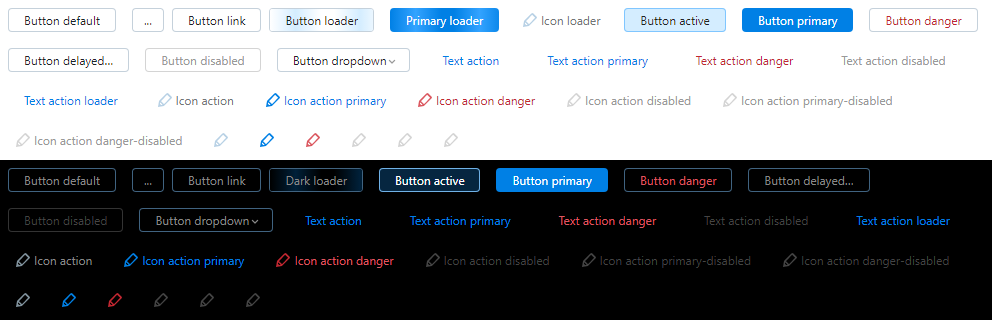 Button default ... Button link Button loader Primary loader Icon loader Button active Button primary Button danger
Button delayed... Button disabled Button dropdown Text action Text action primary Text action danger Text action disabled
Text action loader Icon action Icon action primary Icon action danger Icon action disabled Icon action primary-disabled
Icon action danger-disabled
Button default ... Button link Dark loader Button active Button primary Button danger Button delayed...
Button disabled Button dropdown Text action Text action primary Text action danger Text action disabled Text action loader
Icon action Icon action primary Icon action danger Icon action disabled Icon action primary-disabled Icon action danger-disabled